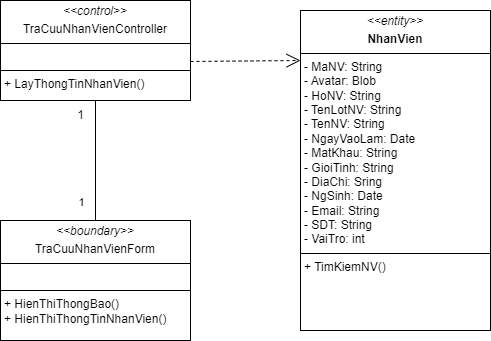 <<control>>
TraCuuNhanVienController
+ LayThongTinNhanVien()
1
1
<<boundary>>
TraCuuNhanVienForm
+ HienThiThongBao()
+ HienThiThongTinNhanVien()
<<entity>>
NhanVien
- MaNV: String
- Avatar: Blob
- HoNV: String
- TenLotNV: String
- TenNV: String
- NgayVaoLam: Date
- MatKhau: String
- GioiTinh: String
- DiaChi: String
- NgSinh: Date
- Email: String
- SDT: String
- VaiTro: int
+ TimKiemNV()